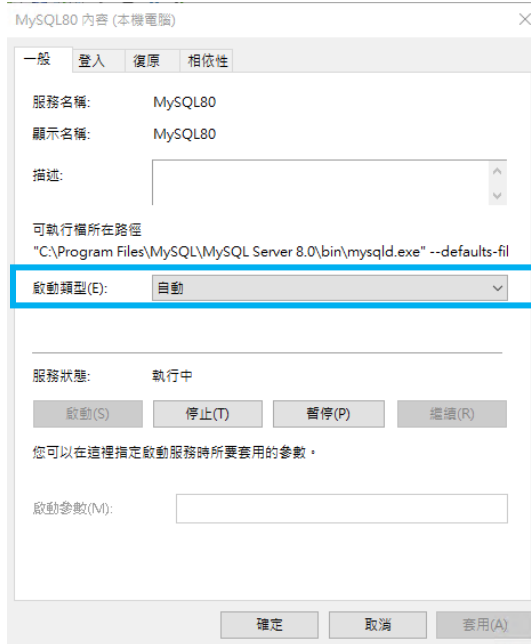 MySQL80 內容 (本機電腦)
一般 登入 復原 相依性
服務名稱: MySQL80
顯示名稱: MySQL80
描述:
可執行檔所在路徑
"C:\Program Files\MySQL\MySQL Server 8.0\bin\mysqld.exe" --defaults-fil
啟動類型(E): 自動
服務狀態: 執行中
啟動(S) 停止(T) 暫停(P) 繼續(R)
您可以在這裡指定啟動服務時所要套用的參數。
啟動參數(M):
確定 取消 套用(A)